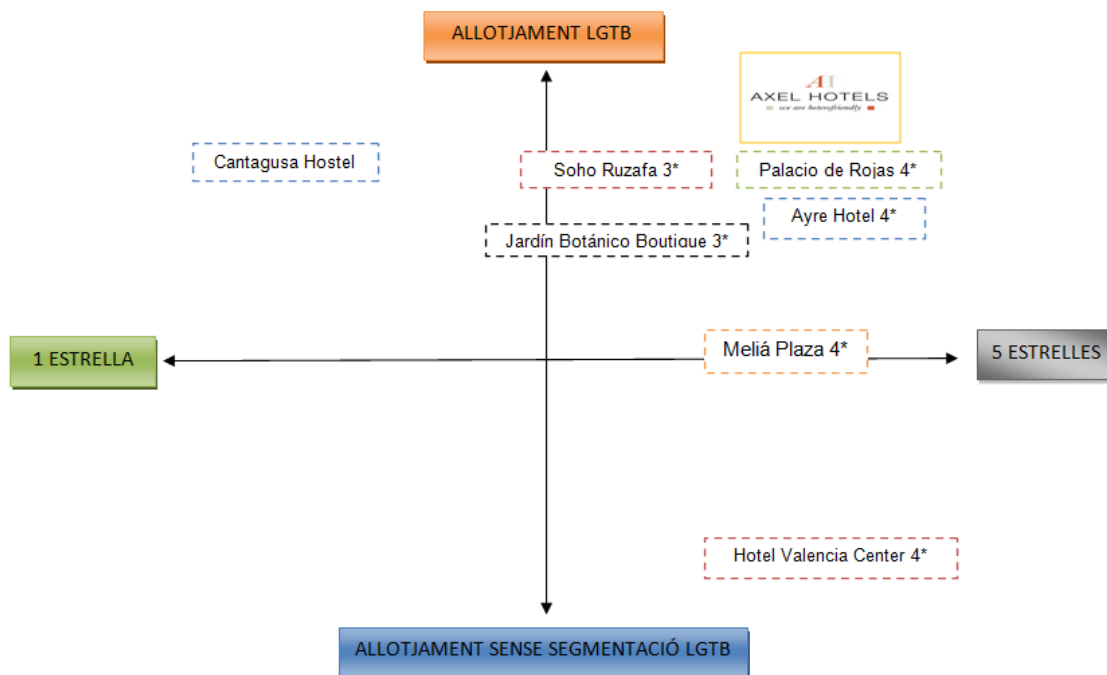 ALLOTJAMENT LGTB
AH
AXEL HOTELS
we are heterofriendly
Cantagusa Hostel
Soho Ruzafa 3*
Palacio de Rojas 4*
Ayre Hotel 4*
Jardín Botánico Boutique 3*
1 ESTRELLA
Meliá Plaza 4*
5 ESTRELLES
Hotel Valencia Center 4*
ALLOTJAMENT SENSE SEGMENTACIÓ LGTB